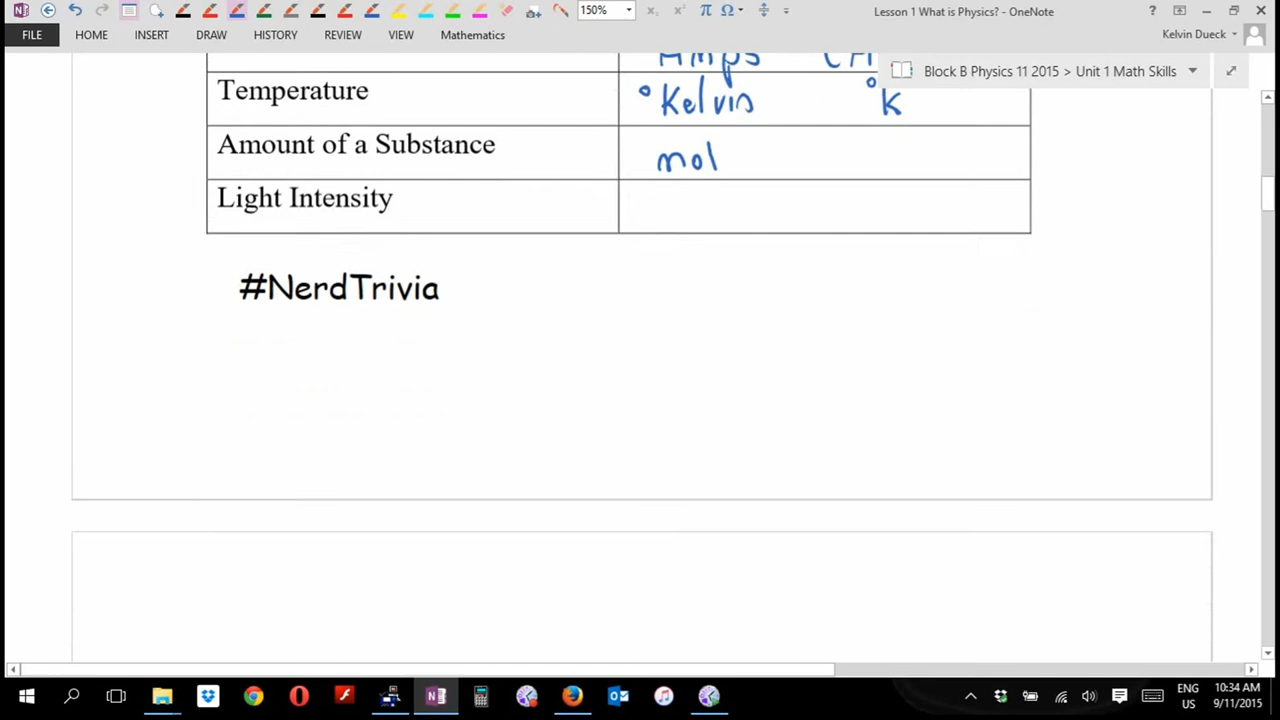 Lesson 1 What is Physics? - OneNote
150%
FILE HOME INSERT DRAW HISTORY REVIEW VIEW Mathematics
Kelvin Dueck
Block B Physics 11 2015 > Unit 1 Math Skills
Amps (A
Temperature °Kelvin °K
Amount of a Substance mol
Light Intensity
#NerdTrivia
ENG 10:34 AM
US 9/11/2015